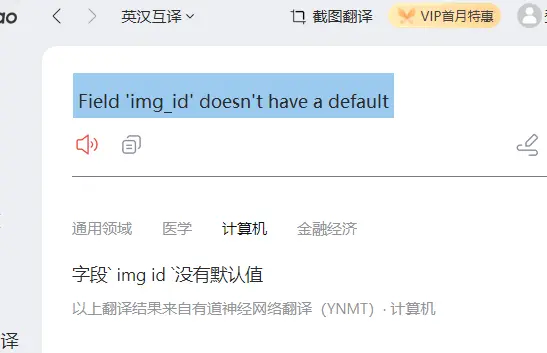 英汉互译
截图翻译
VIP首月特惠
Field 'img_id' doesn't have a default
通用领域 医学 计算机 金融经济
字段` img id `没有默认值
以上翻译结果来自有道神经网络翻译（YNMT）· 计算机
译